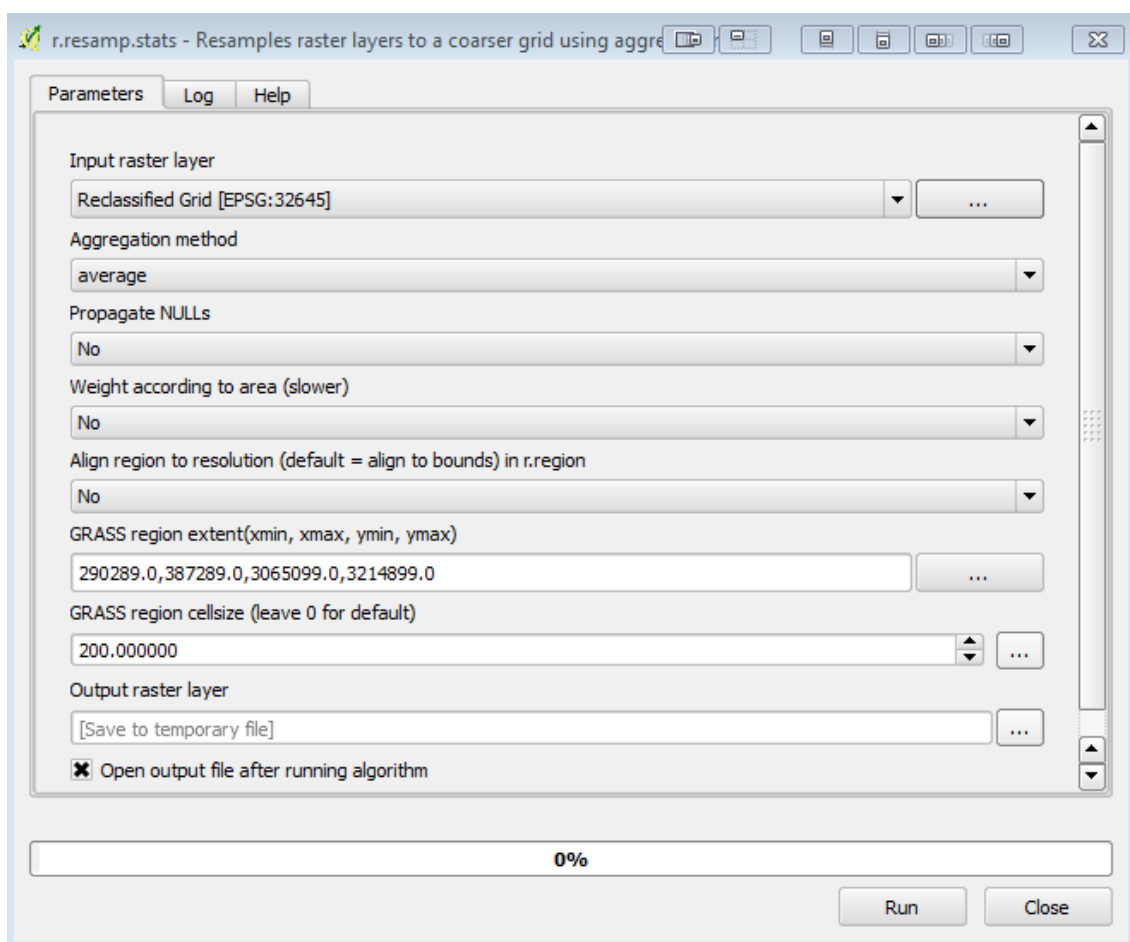 r.resamp.stats - Resamples raster layers to a coarser grid using aggre
Parameters Log Help
Input raster layer
Reclassified Grid [EPSG:32645] ...
Aggregation method
average
Propagate NULLs
No
Weight according to area (slower)
No
Align region to resolution (default = align to bounds) in r.region
No
GRASS region extent(xmin, xmax, ymin, ymax)
290289.0,387289.0,3065099.0,3214899.0 ...
GRASS region cellsize (leave 0 for default)
200.000000 ...
Output raster layer
[Save to temporary file] ...
Open output file after running algorithm
0%
Run Close